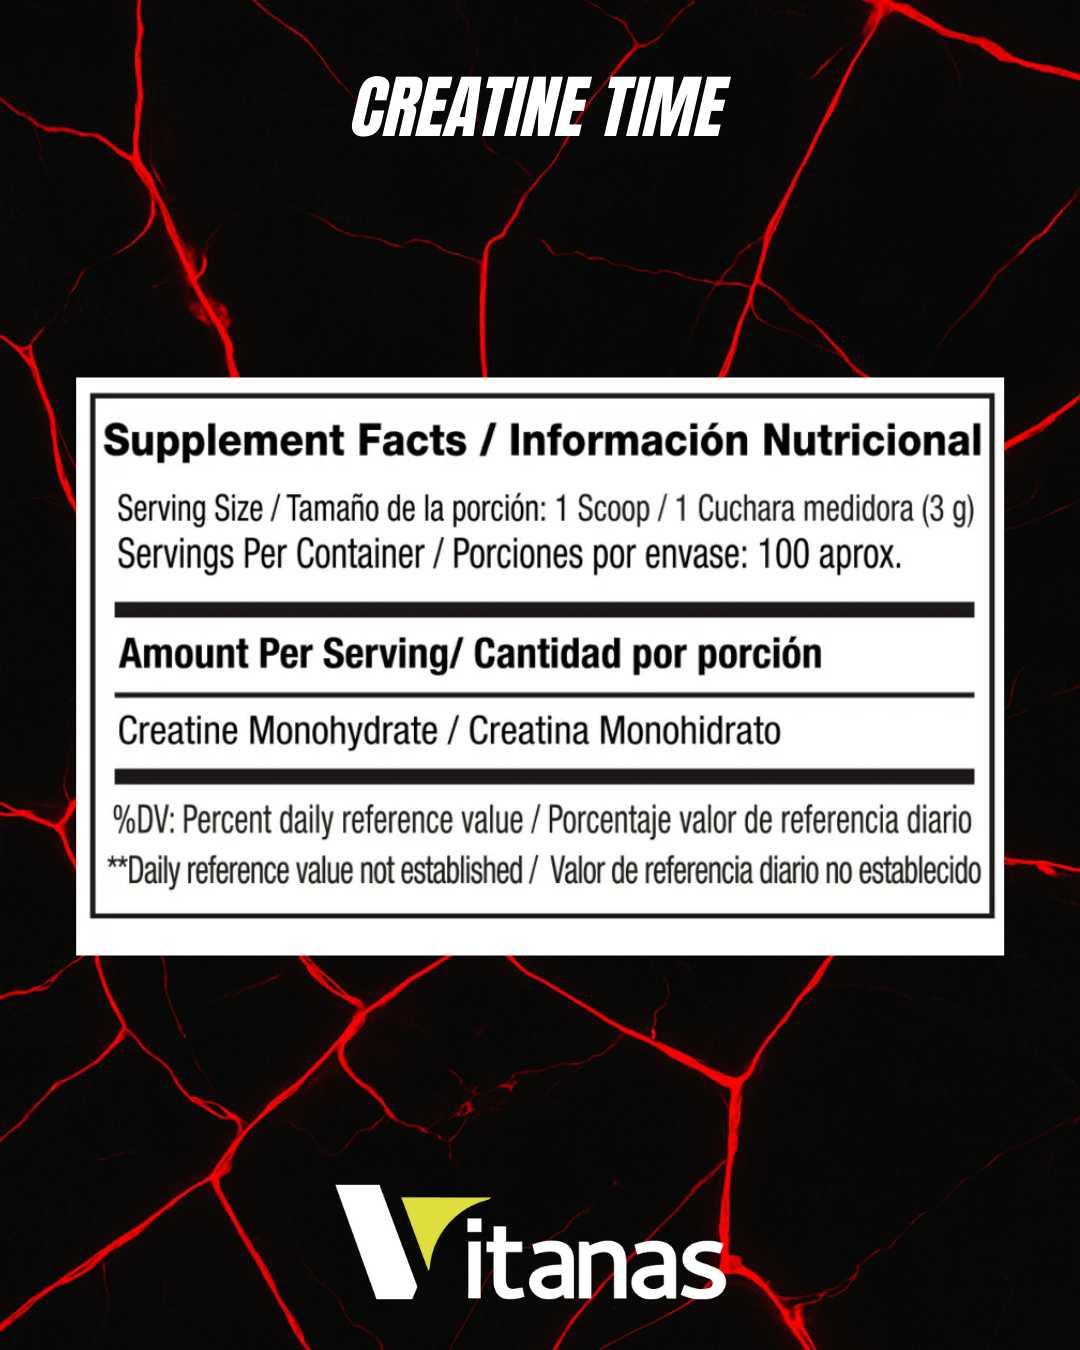 CREATINE TIME
Supplement Facts / Información Nutricional
Serving Size / Tamaño de la porción: 1 Scoop / 1 Cuchara medidora (3 g)
Servings Per Container / Porciones por envase: 100 aprox.
Amount Per Serving/ Cantidad por porción
Creatine Monohydrate / Creatina Monohidrato
%DV: Percent daily reference value / Porcentaje valor de referencia diario
**Daily reference value not established / Valor de referencia diario no establecido
Vitanas